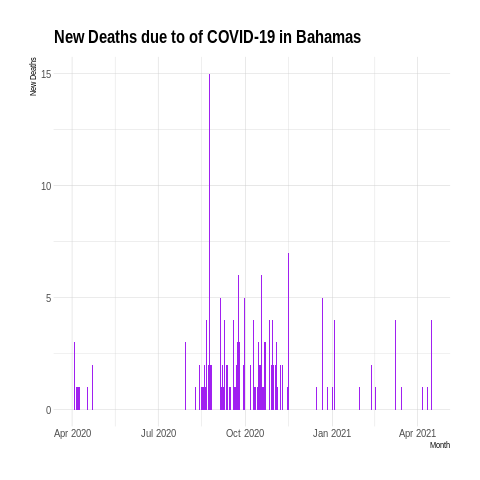 New Deaths due to of COVID-19 in Bahamas
New Deaths
15
10
5
0
Apr 2020 Jul 2020 Oct 2020 Jan 2021 Apr 2021
Month